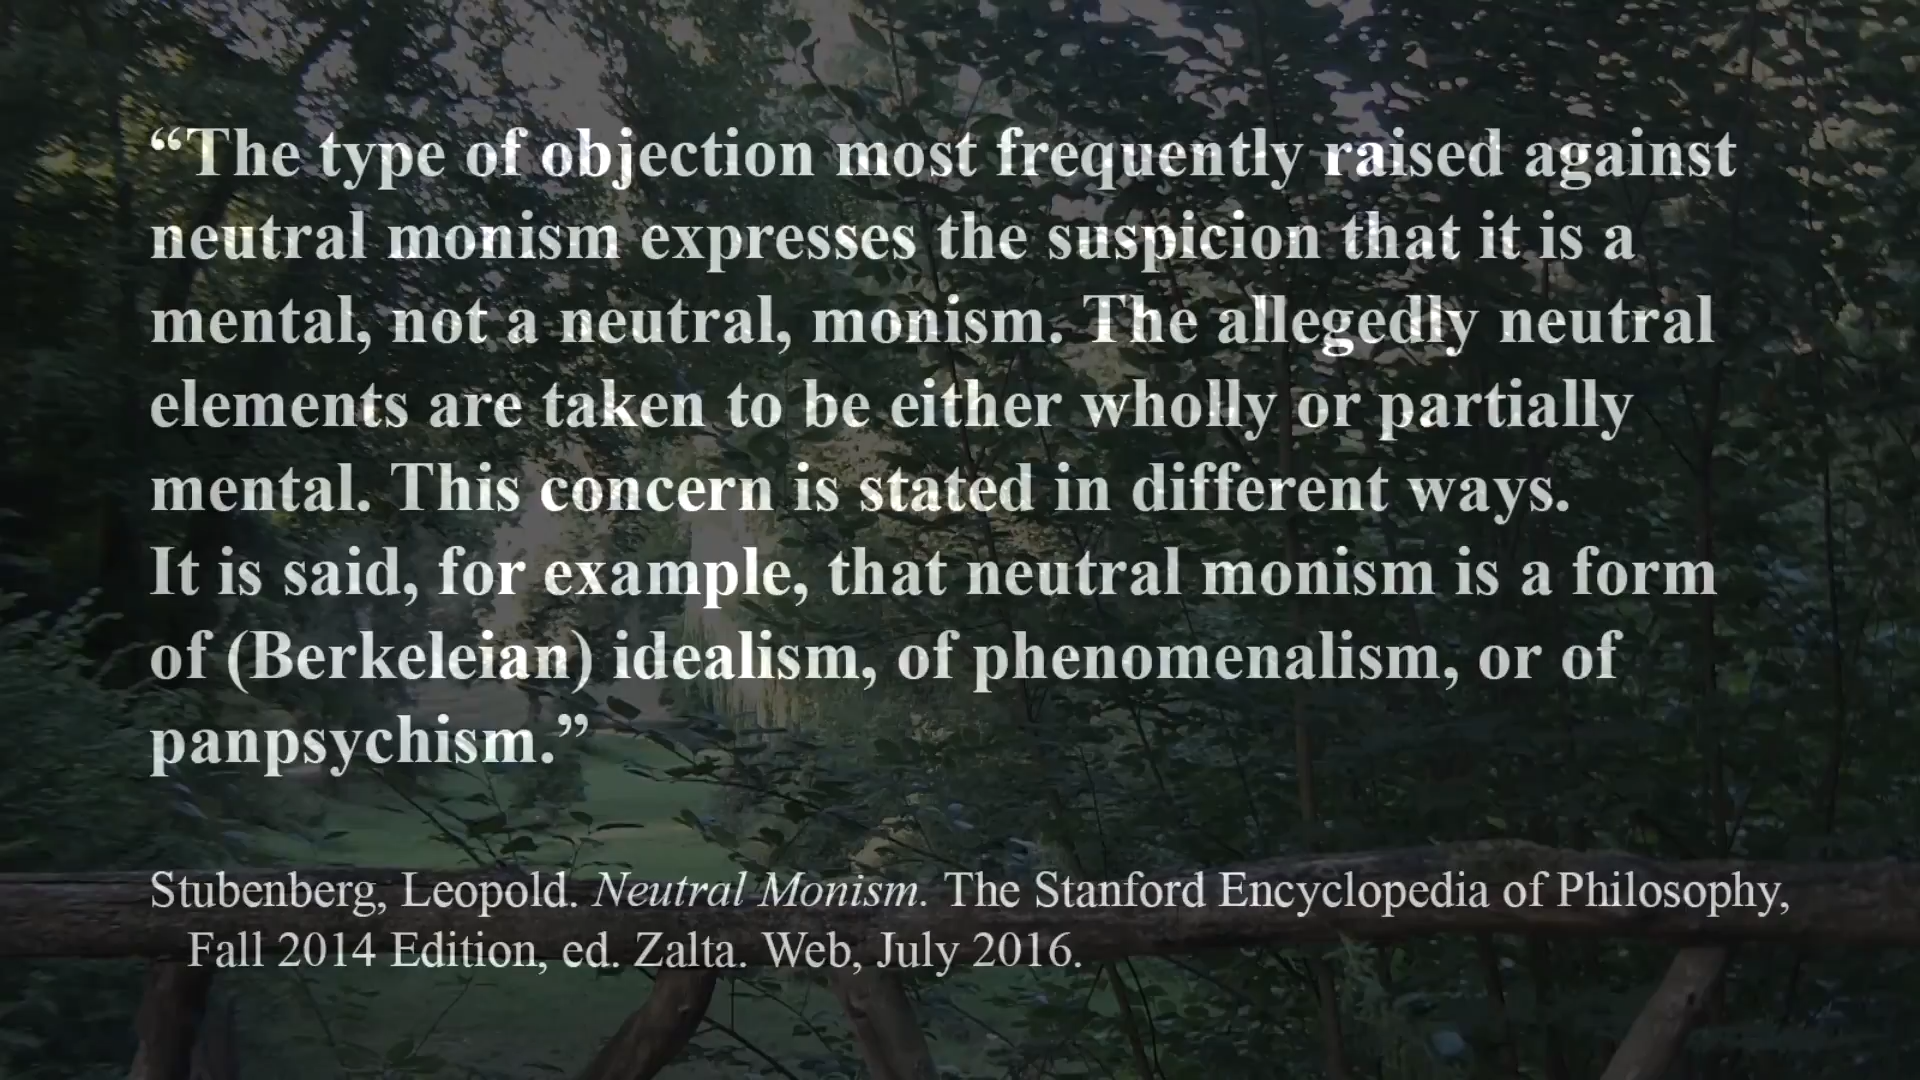 “The type of objection most frequently raised against
neutral monism expresses the suspicion that it is a
mental, not a neutral, monism. The allegedly neutral
elements are taken to be either wholly or partially
mental. This concern is stated in different ways.
It is said, for example, that neutral monism is a form
of (Berkeleian) idealism, of phenomenalism, or of
panpsychism.”
Stubenberg, Leopold. Neutral Monism. The Stanford Encyclopedia of Philosophy,
Fall 2014 Edition, ed. Zalta. Web, July 2016.